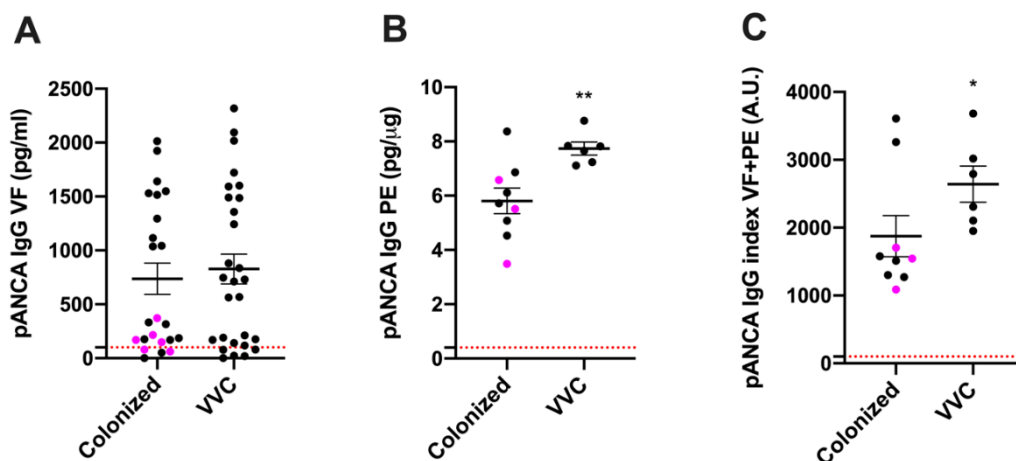 A
pANCA IgG VF (pg/ml)
2500
2000
1500
1000
500
0
Colonized
VVC
B
pANCA IgG PE (pg/μg)
10
8
6
4
2
0
**
Colonized
VVC
C
pANCA IgG index VF+PE (A.U.)
4000
3000
2000
1000
0
*
Colonized
VVC